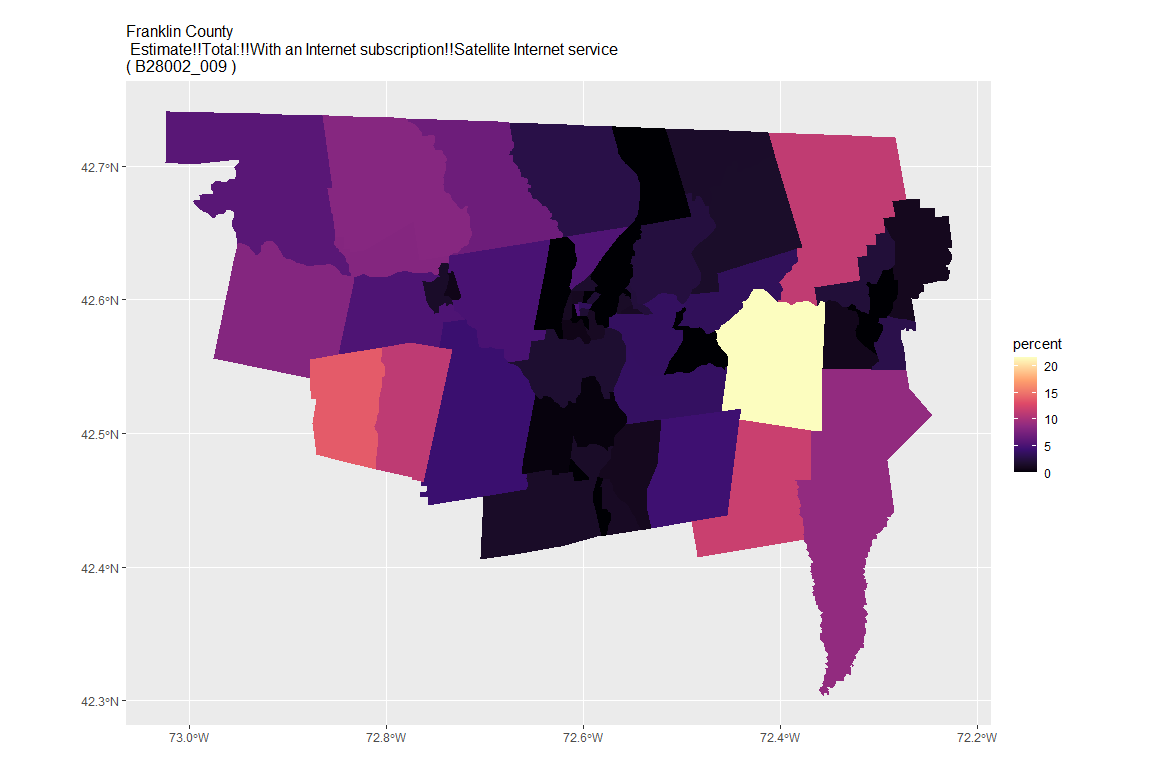 Franklin County
Estimate!!Total:!!With an Internet subscription!!Satellite Internet service
( B28002_009 )
42.7°N
42.6°N
42.5°N
42.4°N
42.3°N
73.0°W 72.8°W 72.6°W 72.4°W 72.2°W
percent
20
15
10
5
0